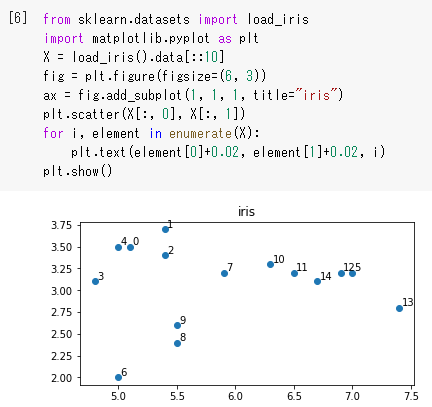 [6] from sklearn.datasets import load_iris
import matplotlib.pyplot as plt
X = load_iris().data[::10]
fig = plt.figure(figsize=(6, 3))
ax = fig.add_subplot(1, 1, 1, title="iris")
plt.scatter(X[:, 0], X[:, 1])
for i, element in enumerate(X):
    plt.text(element[0]+0.02, element[1]+0.02, i)
plt.show()
iris
3.75
3.50
3.25
3.00
2.75
2.50
2.25
2.00
1
4 0
2
10
7
11
125
3
14
13
9
8
6
5.0 5.5 6.0 6.5 7.0 7.5